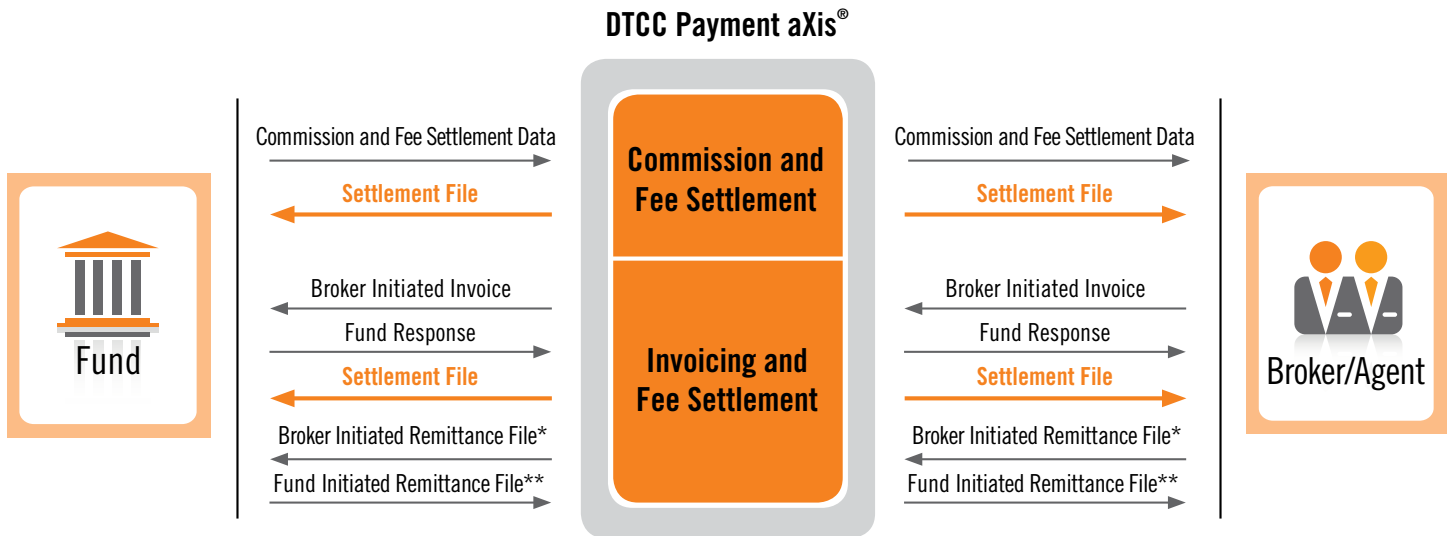 DTCC Payment aXis®
Commission and Fee Settlement Data
Settlement File
Broker Initiated Invoice
Fund Response
Settlement File
Broker Initiated Remittance File*
Fund Initiated Remittance File**
Fund
Commission and
Fee Settlement
Invoicing and
Fee Settlement
Commission and Fee Settlement Data
Settlement File
Broker Initiated Invoice
Fund Response
Settlement File
Broker Initiated Remittance File*
Fund Initiated Remittance File**
Broker/Agent